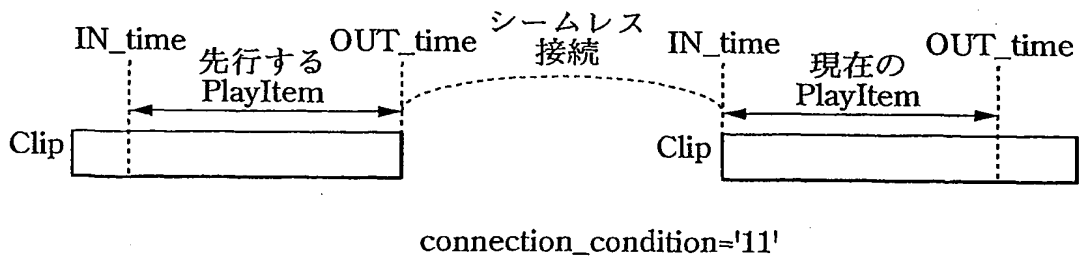 IN_time
先行する
PlayItem
OUT_time
シームレス
接続
IN_time
現在の
PlayItem
OUT_time
Clip
Clip
connection_condition='11'